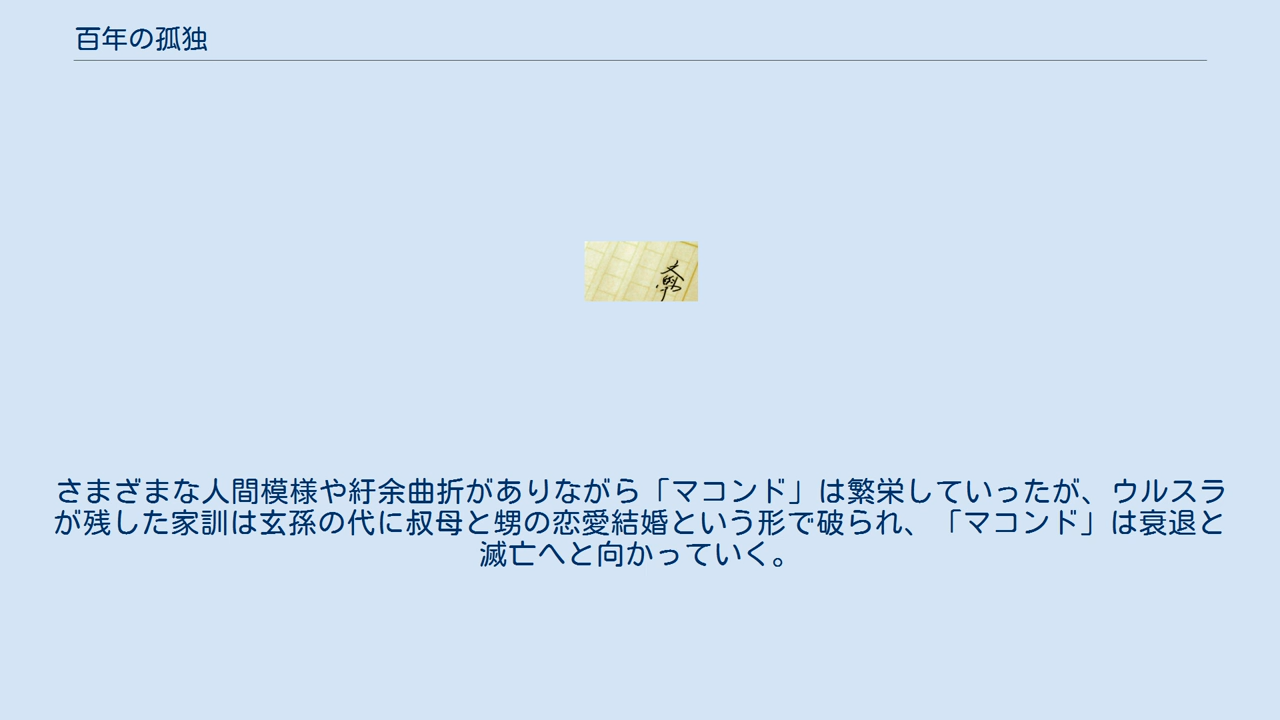 百年の孤独
さまざまな人間模様や紆余曲折がありながら「マコンド」は繁栄していったが、ウルスラ
が残した家訓は玄孫の代に叔母と甥の恋愛結婚という形で破られ、「マコンド」は衰退と
滅亡へと向かっていく。